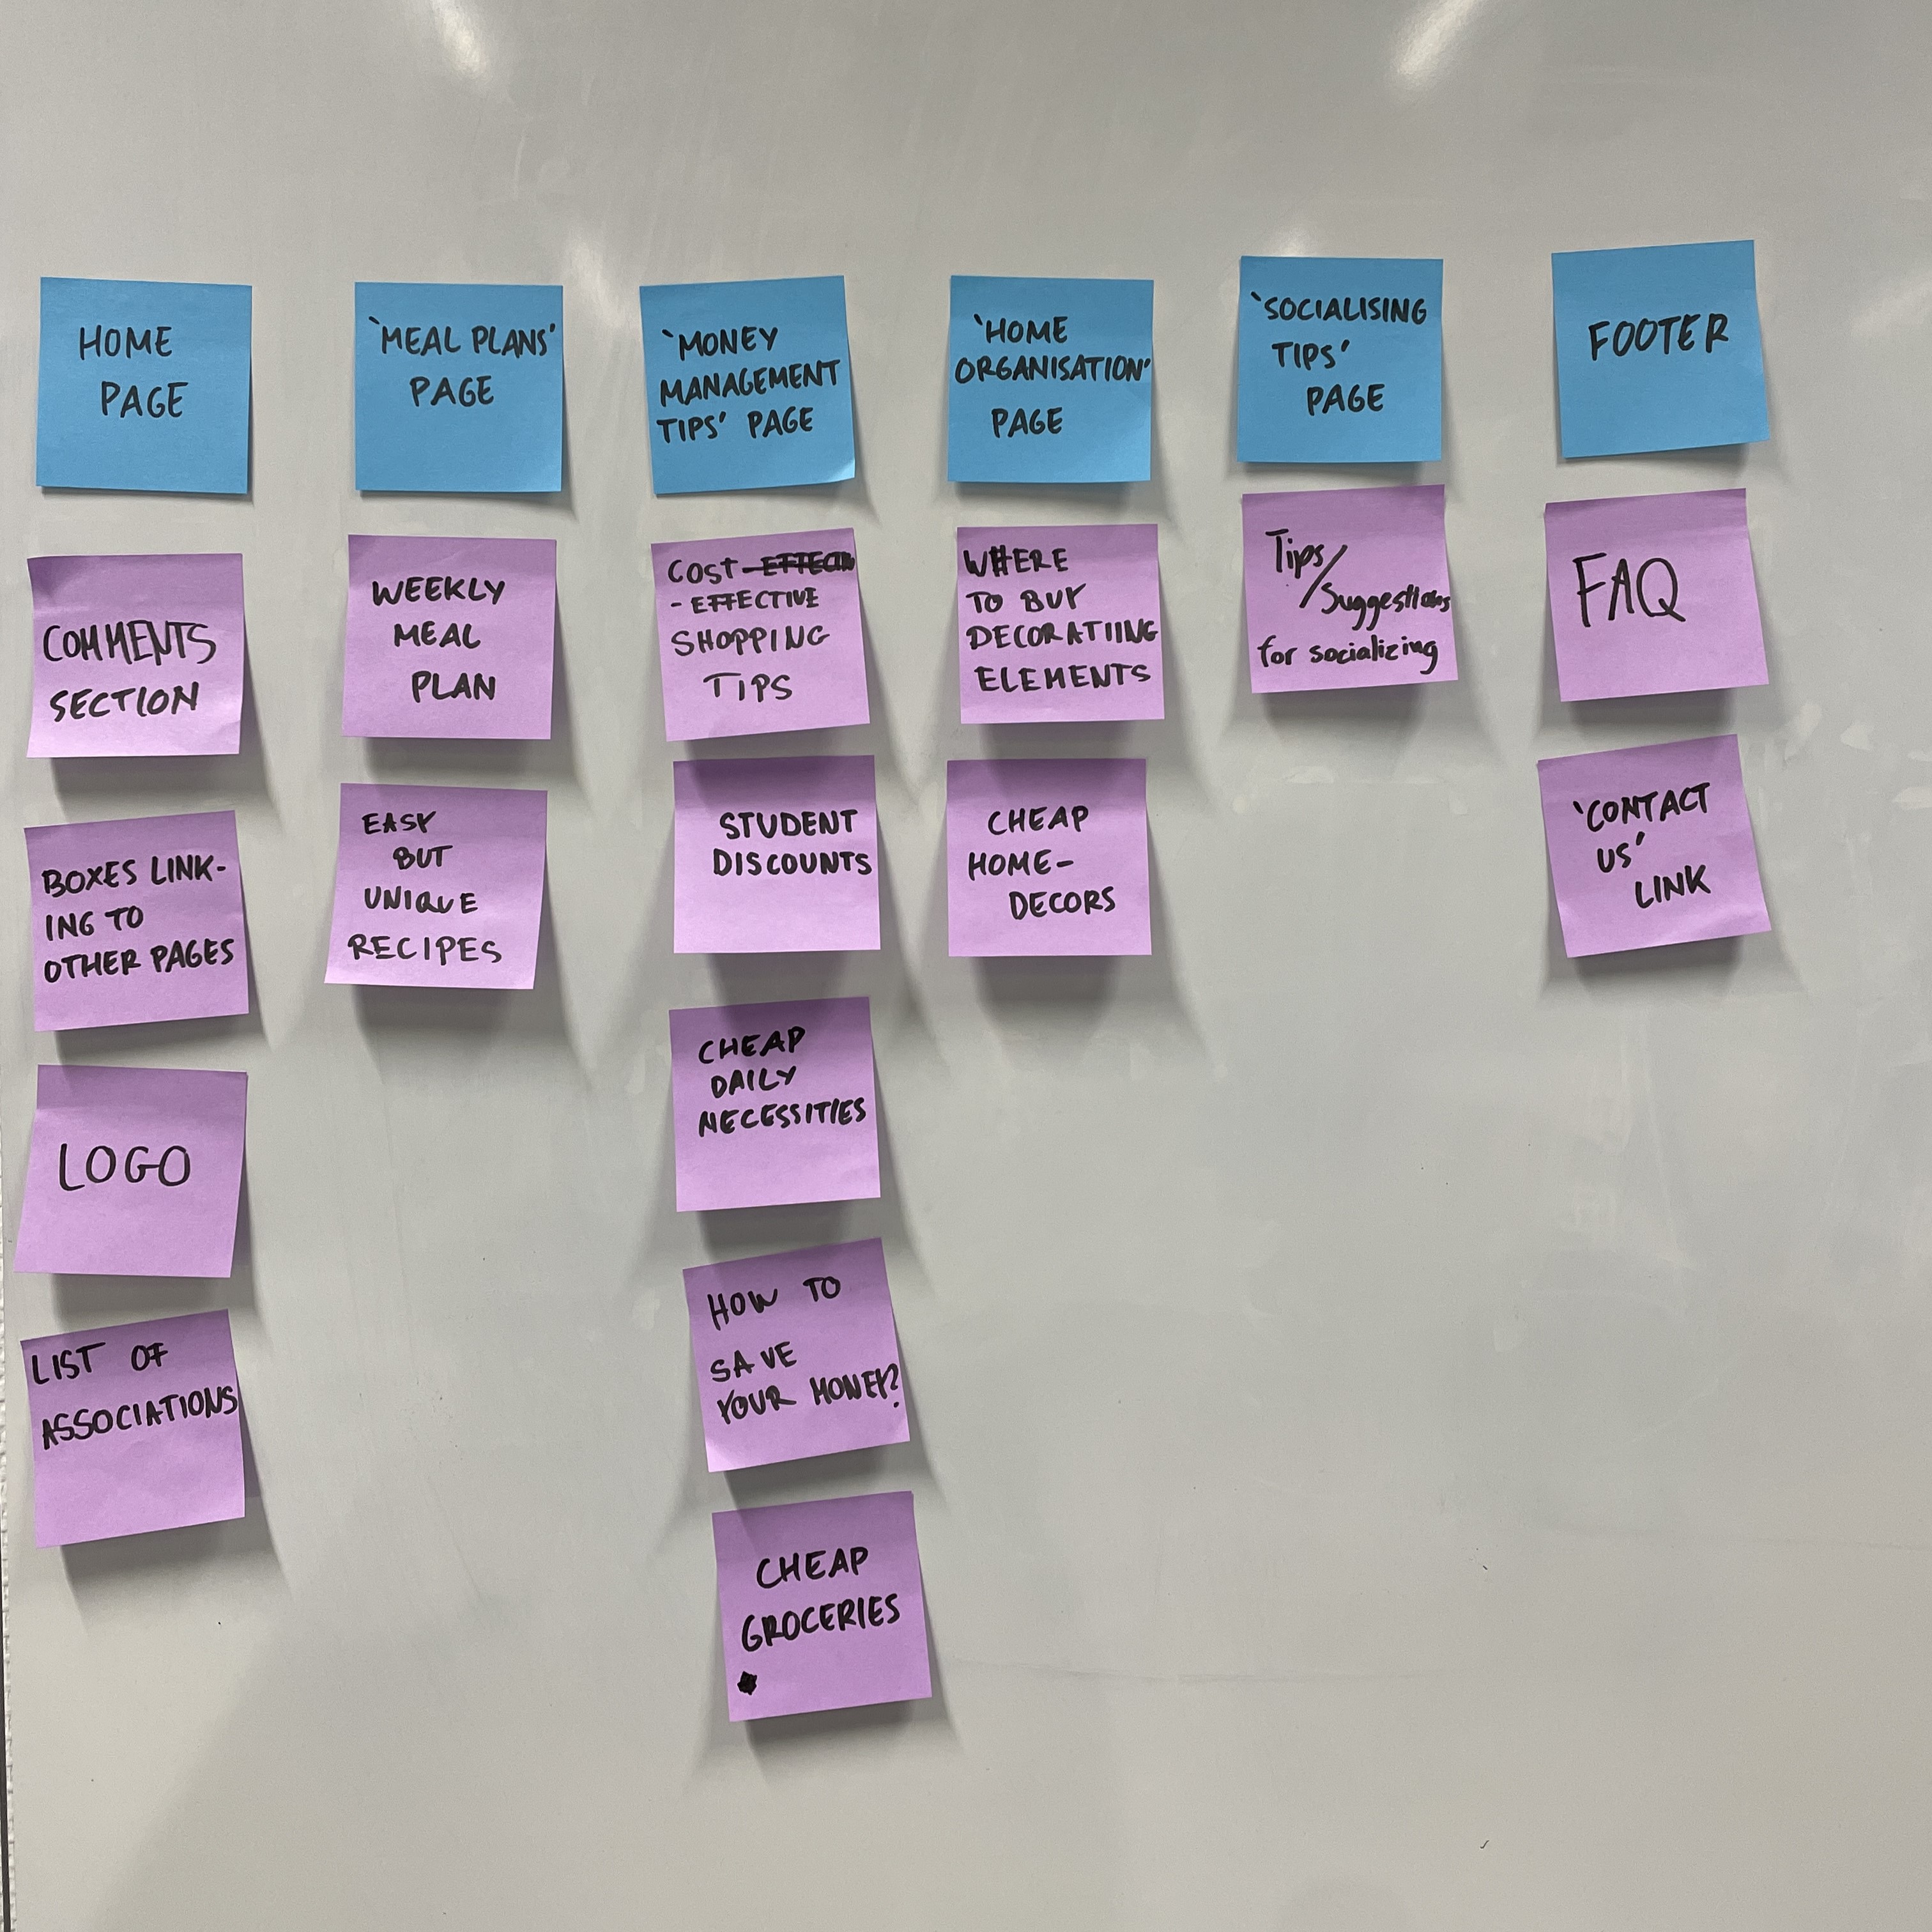 HOME
PAGE
COMMENTS
SECTION
BOXES LINK-
ING TO
OTHER PAGES
LOGO
LIST OF
ASSOCIATIONS
'MEAL PLANS'
PAGE
WEEKLY
MEAL
PLAN
EASY
BUT
UNIQUE
RECIPES
'MONEY
MANAGEMENT
TIPS' PAGE
COST
- EFFECTIVE
SHOPPING
TIPS
STUDENT
DISCOUNTS
CHEAP
DAILY
NECESSITIES
HOW TO
SAVE
YOUR MONEY?
CHEAP
GROCERIES
'HOME
ORGANISATION'
PAGE
WHERE
TO BUY
DECORATIING
ELEMENTS
CHEAP
HOME-
DECORS
'SOCIALISING
TIPS'
PAGE
Tips/
Suggestions
for socializing
FOOTER
FAQ
'CONTACT
US'
LINK